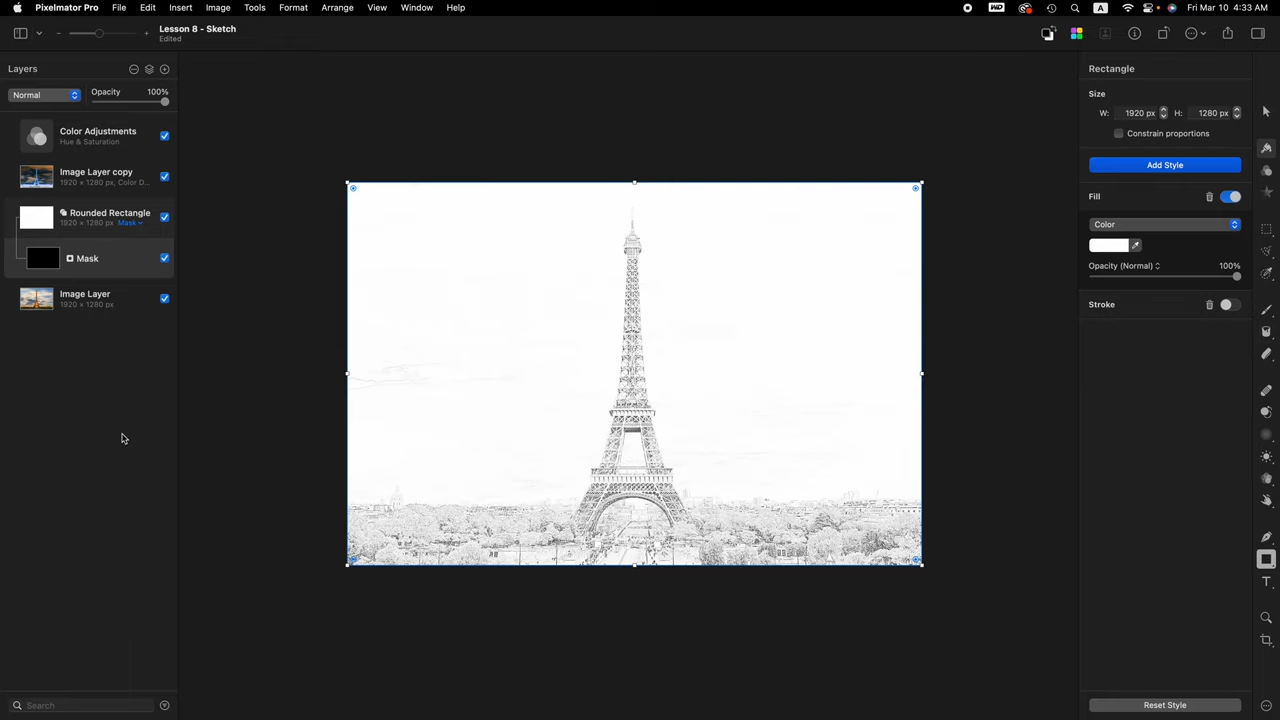 Pixelmator Pro File Edit Insert Image Tools Format Arrange View Window Help
WD A Fri Mar 10 4:33 AM
Lesson 8 - Sketch
Edited
Layers
Normal
Opacity 100%
Color Adjustments
Hue & Saturation
Image Layer copy
1920 × 1280 px, Color D...
Rounded Rectangle
1920 × 1280 px Mask
Mask
Image Layer
1920 × 1280 px
Search
Rectangle
Size
W: 1920 px H: 1280 px
Constrain proportions
Add Style
Fill
Color
Opacity (Normal) 100%
Stroke
Reset Style
T